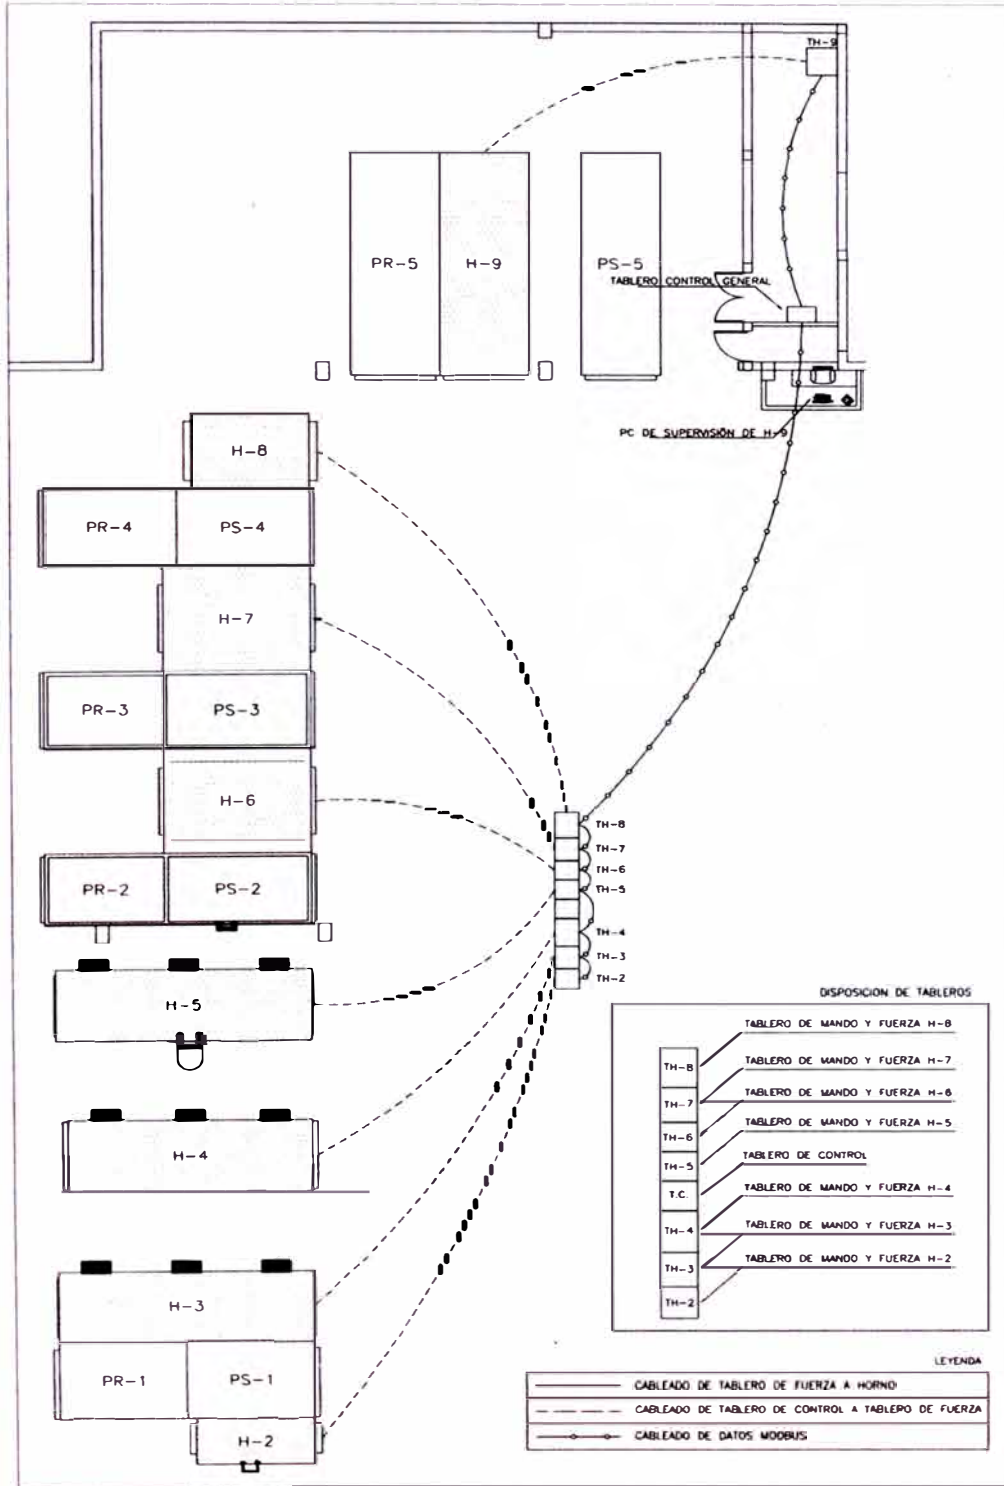 TH-9
PR-5
H-9
PS-5
TABLERO CONTROL GENERAL
PC DE SUPERVISIÓN DE H-9
H-8
PR-4
PS-4
H-7
PR-3
PS-3
H-6
PR-2
PS-2
TH-8
TH-7
TH-6
TH-5
TH-4
TH-3
TH-2
H-5
H-4
H-3
PR-1
PS-1
H-2
DISPOSICION DE TABLEROS
TABLERO DE MANDO Y FUERZA H-8
TH-8
TABLERO DE MANDO Y FUERZA H-7
TH-7
TABLERO DE MANDO Y FUERZA H-6
TH-6
TABLERO DE MANDO Y FUERZA H-5
TH-5
TABLERO DE CONTROL
T.C.
TABLERO DE MANDO Y FUERZA H-4
TH-4
TABLERO DE MANDO Y FUERZA H-3
TH-3
TABLERO DE MANDO Y FUERZA H-2
TH-2
LEYENDA
CABLEADO DE TABLERO DE FUERZA A HORNO
CABLEADO DE TABLERO DE CONTROL A TABLERO DE FUERZA
CABLEADO DE DATOS MODBUS